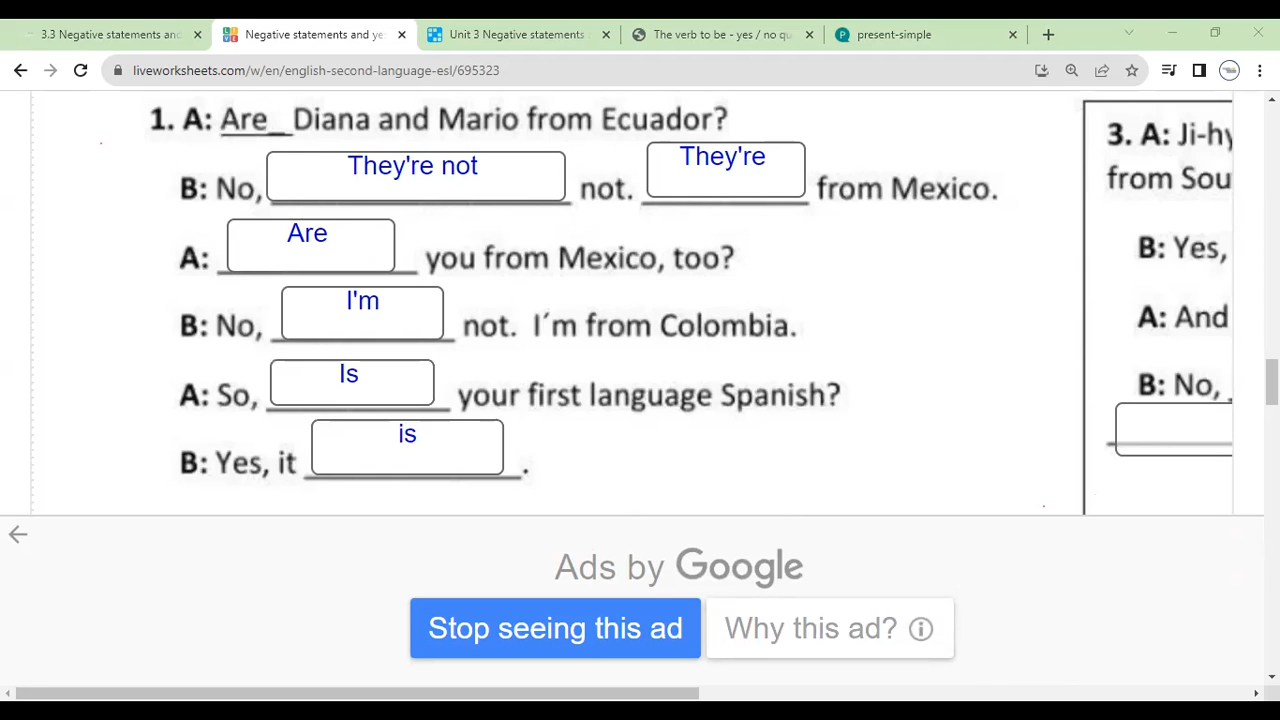 3.3 Negative statements and
Negative statements and ye
Unit 3 Negative statements
The verb to be - yes / no qu
present-simple
liveworksheets.com/w/en/english-second-language-esl/695323
1. A: Are_ Diana and Mario from Ecuador?
B: No, They're not not. They're from Mexico.
A: Are you from Mexico, too?
B: No, I'm not. I´m from Colombia.
A: So, Is your first language Spanish?
B: Yes, it is.
3. A: Ji-hy
from Sou
B: Yes,
A: And
B: No,
Ads by Google
Stop seeing this ad
Why this ad?